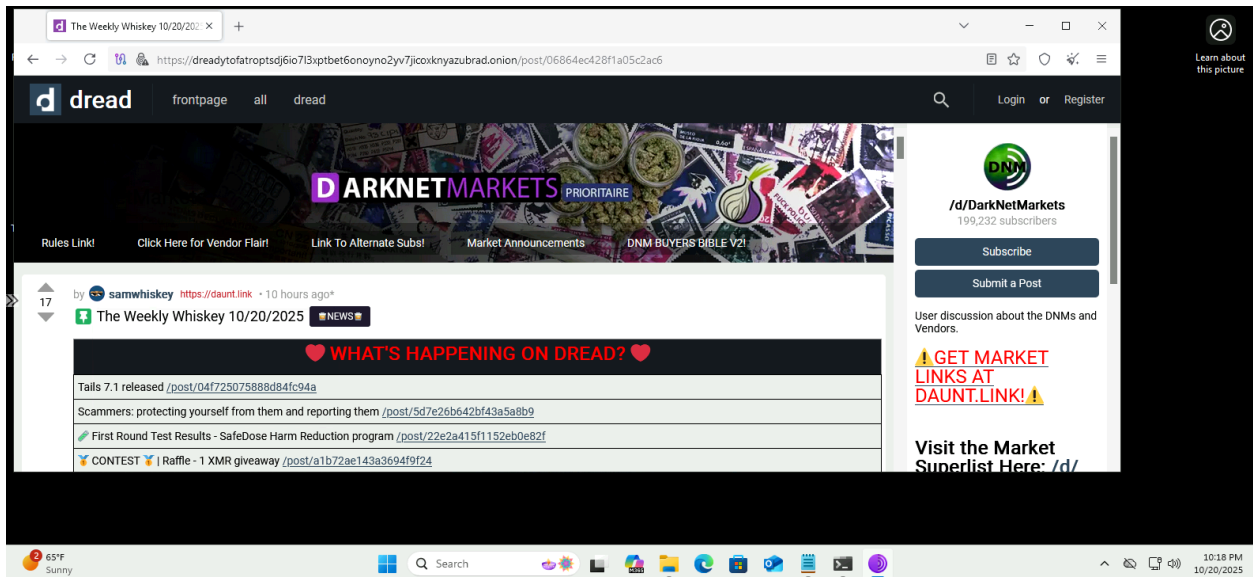 The Weekly Whiskey 10/20/202
https://dreadytofatroptsdj6io7l3xptbet6onoyno2yv7jicoxknyazubrad.onion/post/06864ec428f1a05c2ac6
Learn about
this picture
d dread
frontpage
all
dread
Login or Register
DARKNETMARKETS PRIORITAIRE
Rules Link!
Click Here for Vendor Flair!
Link To Alternate Subs!
Market Announcements
DNM BUYERS BIBLE V2!
17
by samwhiskey https://daunt.link • 10 hours ago*
The Weekly Whiskey 10/20/2025 NEWS
WHAT'S HAPPENING ON DREAD?
Tails 7.1 released /post/04f725075888d84fc94a
Scammers: protecting yourself from them and reporting them /post/5d7e26b642bf43a5a8b9
First Round Test Results - SafeDose Harm Reduction program /post/22e2a415f1152eb0e82f
CONTEST | Raffle - 1 XMR giveaway /post/a1b72ae143a3694f9f24
DNM
/d/DarkNetMarkets
199,232 subscribers
Subscribe
Submit a Post
User discussion about the DNMs and
Vendors.
GET MARKET
LINKS AT
DAUNT.LINK!
Visit the Market
Superlist Here: /d/
2
65°F
Sunny
Search
10:18 PM
10/20/2025